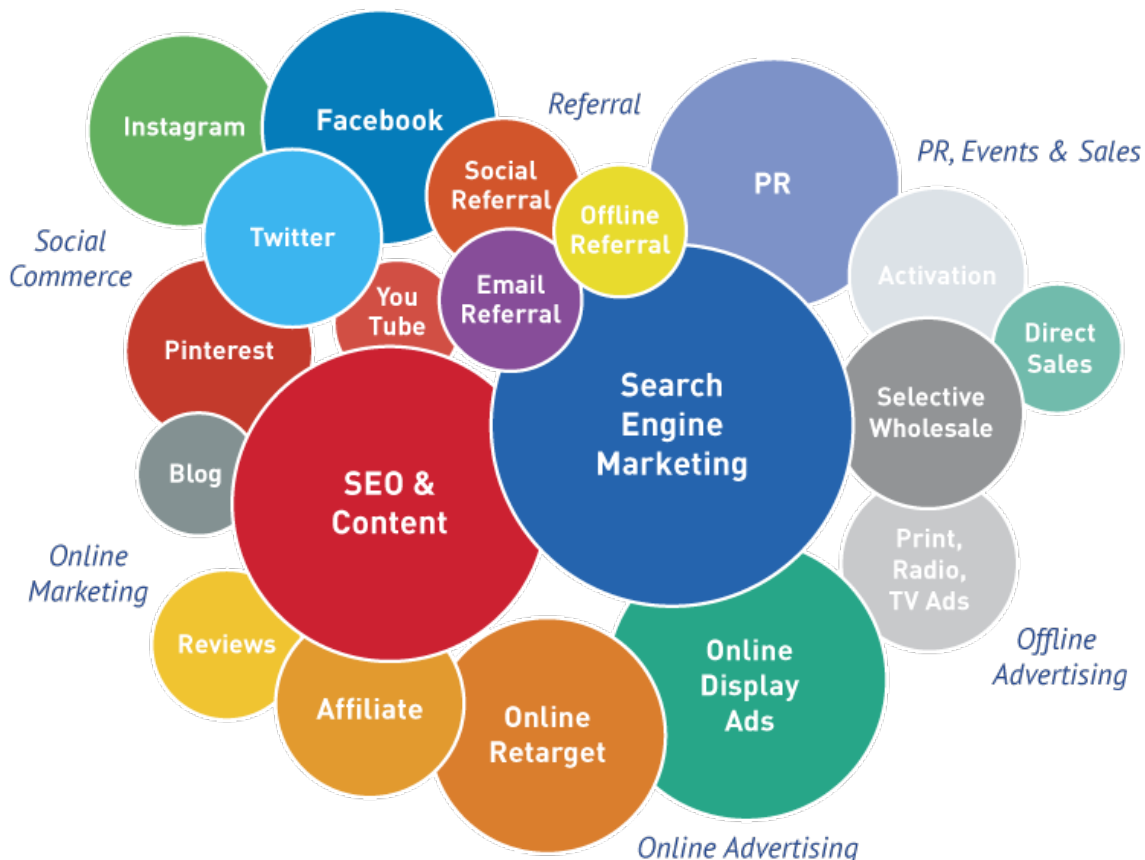 Instagram
Facebook
Referral
PR, Events & Sales
Social
Referral
PR
Offline
Referral
Twitter
Social
Commerce
Activation
You
Tube
Email
Referral
Direct
Sales
Pinterest
Search
Engine
Marketing
Selective
Wholesale
Blog
SEO &
Content
Print,
Radio,
TV Ads
Online
Marketing
Reviews
Offline
Advertising
Affiliate
Online
Retarget
Online
Display
Ads
Online Advertising